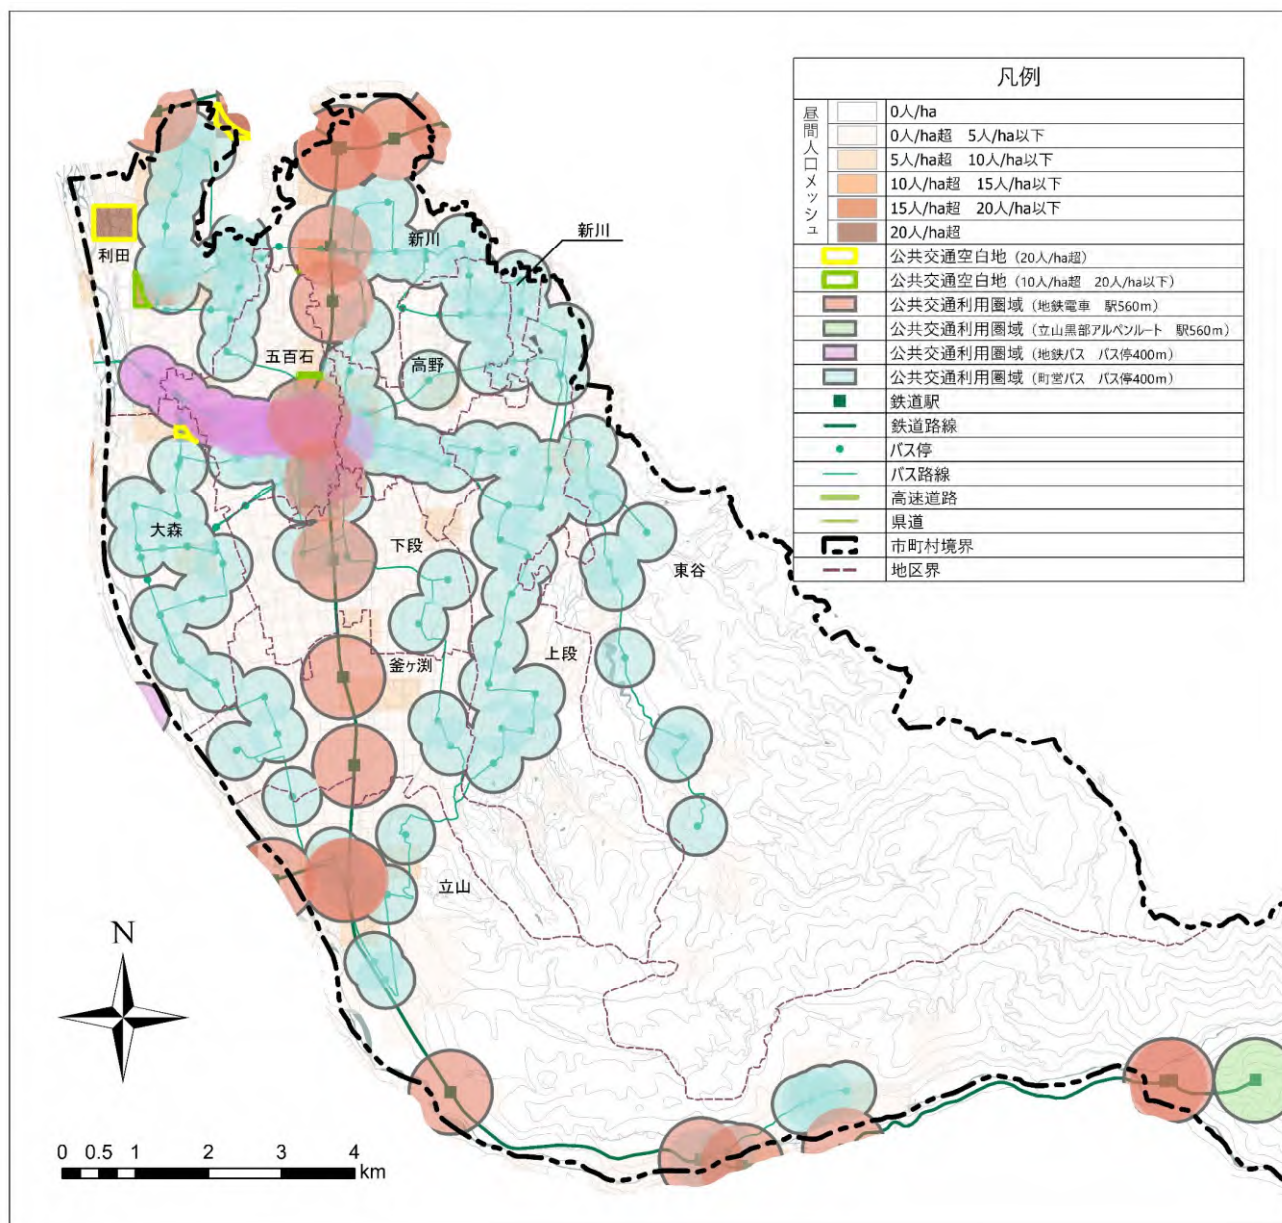 凡例
昼間人口メッシュ
0人/ha
0人/ha超 5人/ha以下
5人/ha超 10人/ha以下
10人/ha超 15人/ha以下
15人/ha超 20人/ha以下
20人/ha超
公共交通空白地（20人/ha超）
公共交通空白地（10人/ha超 20人/ha以下）
公共交通利用圏域（地鉄電車 駅560m）
公共交通利用圏域（立山黒部アルペンルート 駅560m）
公共交通利用圏域（地鉄バス バス停400m）
公共交通利用圏域（町営バス バス停400m）
鉄道駅
鉄道路線
バス停
バス路線
高速道路
県道
市町村境界
地区界
利田
新川
新川
五百石
高野
大森
下段
東谷
釜ヶ渕
上段
立山
N
0 0.5 1 2 3 4
km